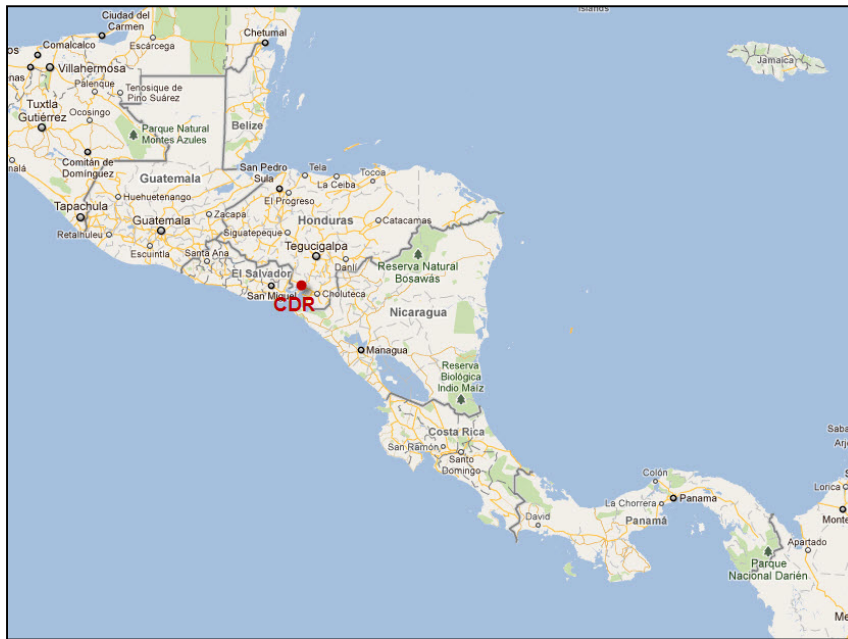 Ciudad del
Carmen
Comalcalco
Escárcega
Chetumal
Islands
Jamaica
Villahermosa
Palenque
Tenosique de
Pino Suárez
Tuxtla
Gutiérrez
Ocosingo
Parque Natural
Montes Azules
Belize
Comitán de
Domínguez
Guatemala
San Pedro
Sula
Tela
La Ceiba
Tocoa
Huehuetenango
El Progreso
Tapachula
Zacapa
Honduras
Catacamas
Retalhuleu
Guatemala
Siguatepeque
Escuintla
Tegucigalpa
Santa Ana
El Salvador
Danlí
Reserva Natural
Bosawás
San Miguel
Choluteca
CDR
Nicaragua
Managua
Reserva
Biológica
Indio Maíz
Costa Rica
San Ramón
Santo
Domingo
Colón
Panama
La Chorrera
David
Panamá
Lorica
Monte
Apartado
Parque
Nacional Darién
Me